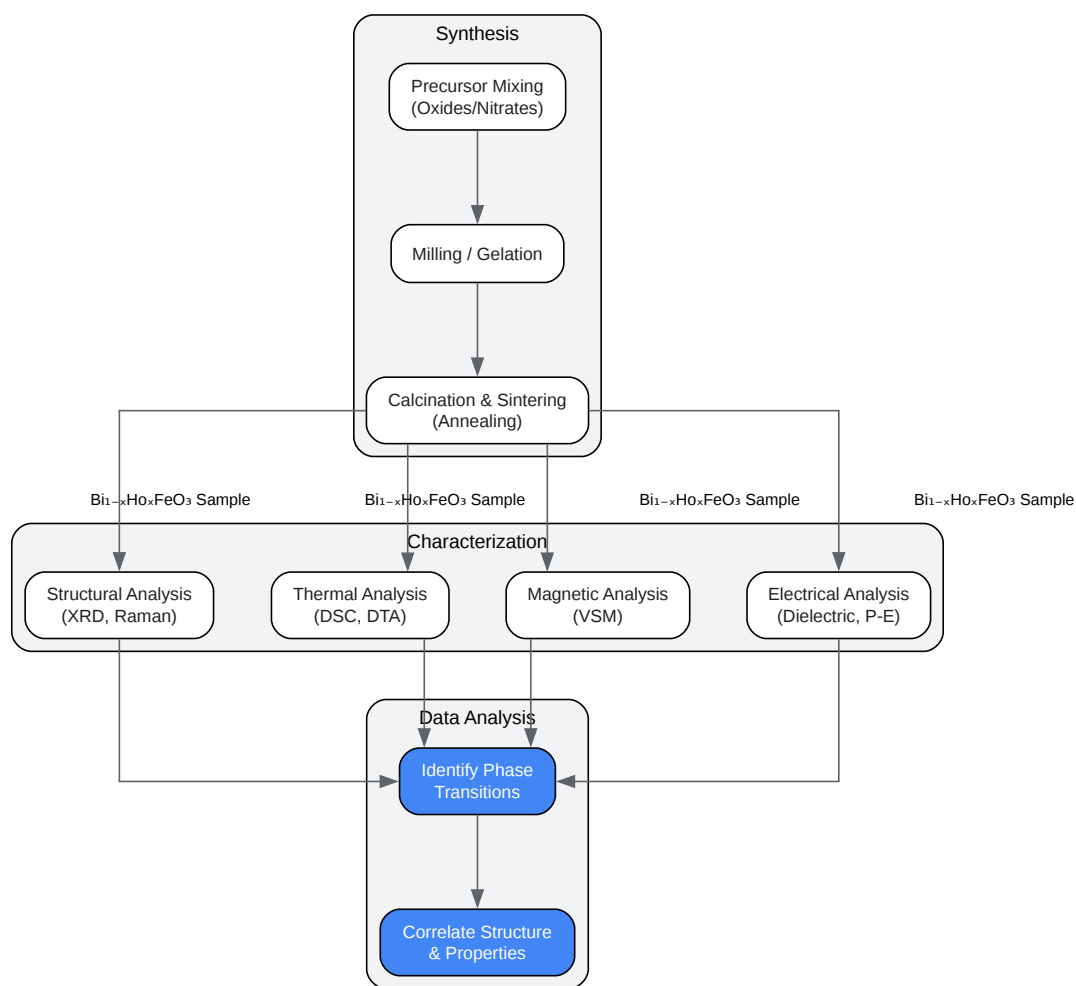 Synthesis
Precursor Mixing
(Oxides/Nitrates)
Milling / Gelation
Calcination & Sintering
(Annealing)
Bi₁₋ₓHoₓFeO₃ Sample
Bi₁₋ₓHoₓFeO₃ Sample
Bi₁₋ₓHoₓFeO₃ Sample
Bi₁₋ₓHoₓFeO₃ Sample
Characterization
Structural Analysis
(XRD, Raman)
Thermal Analysis
(DSC, DTA)
Magnetic Analysis
(VSM)
Electrical Analysis
(Dielectric, P-E)
Data Analysis
Identify Phase
Transitions
Correlate Structure
& Properties